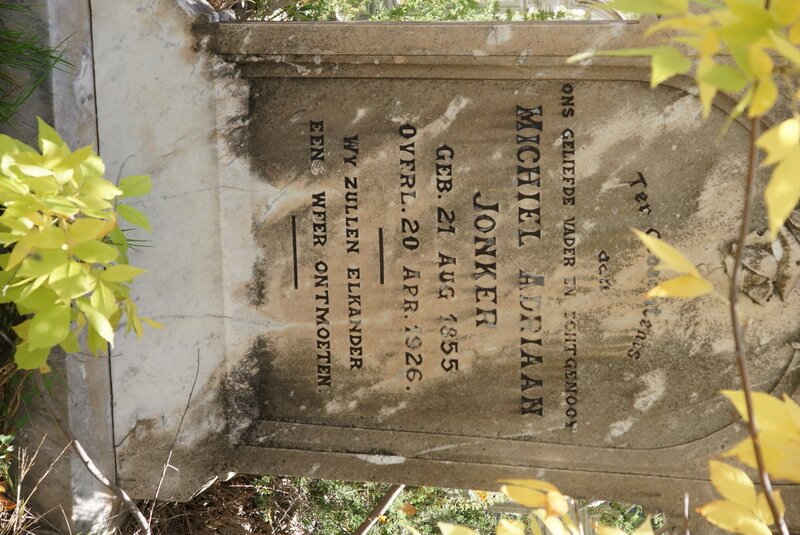 Ter
aan
ONS GELIEFDE VADER EN ECHTGENOOT
MICHIEL ADRIAAN
JONKER
GEB. 21 AUG 1855
OVERL. 20 APR. 1926.
WY ZULLEN ELKANDER
EENS WEER ONTMOETEN